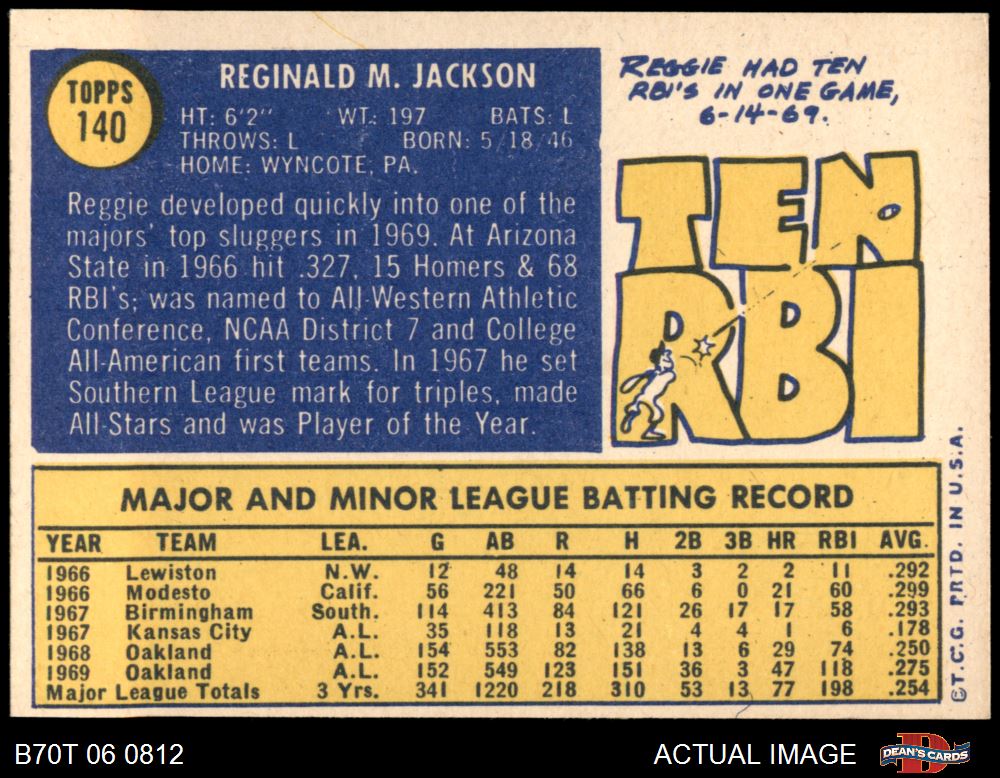 TOPPS
140
REGINALD M. JACKSON
HT: 6'2" WT.: 197 BATS: L
THROWS: L BORN: 5/18/46
HOME: WYNCOTE, PA.
Reggie developed quickly into one of the
majors' top sluggers in 1969. At Arizona
State in 1966 hit .327, 15 Homers & 68
RBI's; was named to All-Western Athletic
Conference, NCAA District 7 and College
All-American first teams. In 1967 he set
Southern League mark for triples, made
All-Stars and was Player of the Year.
REGGIE HAD TEN
RBI'S IN ONE GAME,
6-14-69.
TEN
RBI
MAJOR AND MINOR LEAGUE BATTING RECORD
YEAR TEAM LEA. G AB R H 2B 3B HR RBI AVG.
1966 Lewiston N.W. 12 48 14 14 3 2 2 11 .292
1966 Modesto Calif. 56 221 50 66 6 0 21 60 .299
1967 Birmingham South. 114 413 84 121 26 17 17 58 .293
1967 Kansas City A.L. 35 118 13 21 4 4 1 6 .178
1968 Oakland A.L. 154 553 82 138 13 6 29 74 .250
1969 Oakland A.L. 152 549 123 151 36 3 47 118 .275
Major League Totals 3 Yrs. 341 1220 218 310 53 13 77 198 .254
©T.C.G. PRTD. IN U.S.A.
B70T 06 0812
ACTUAL IMAGE
D
DEAN'S CARDS